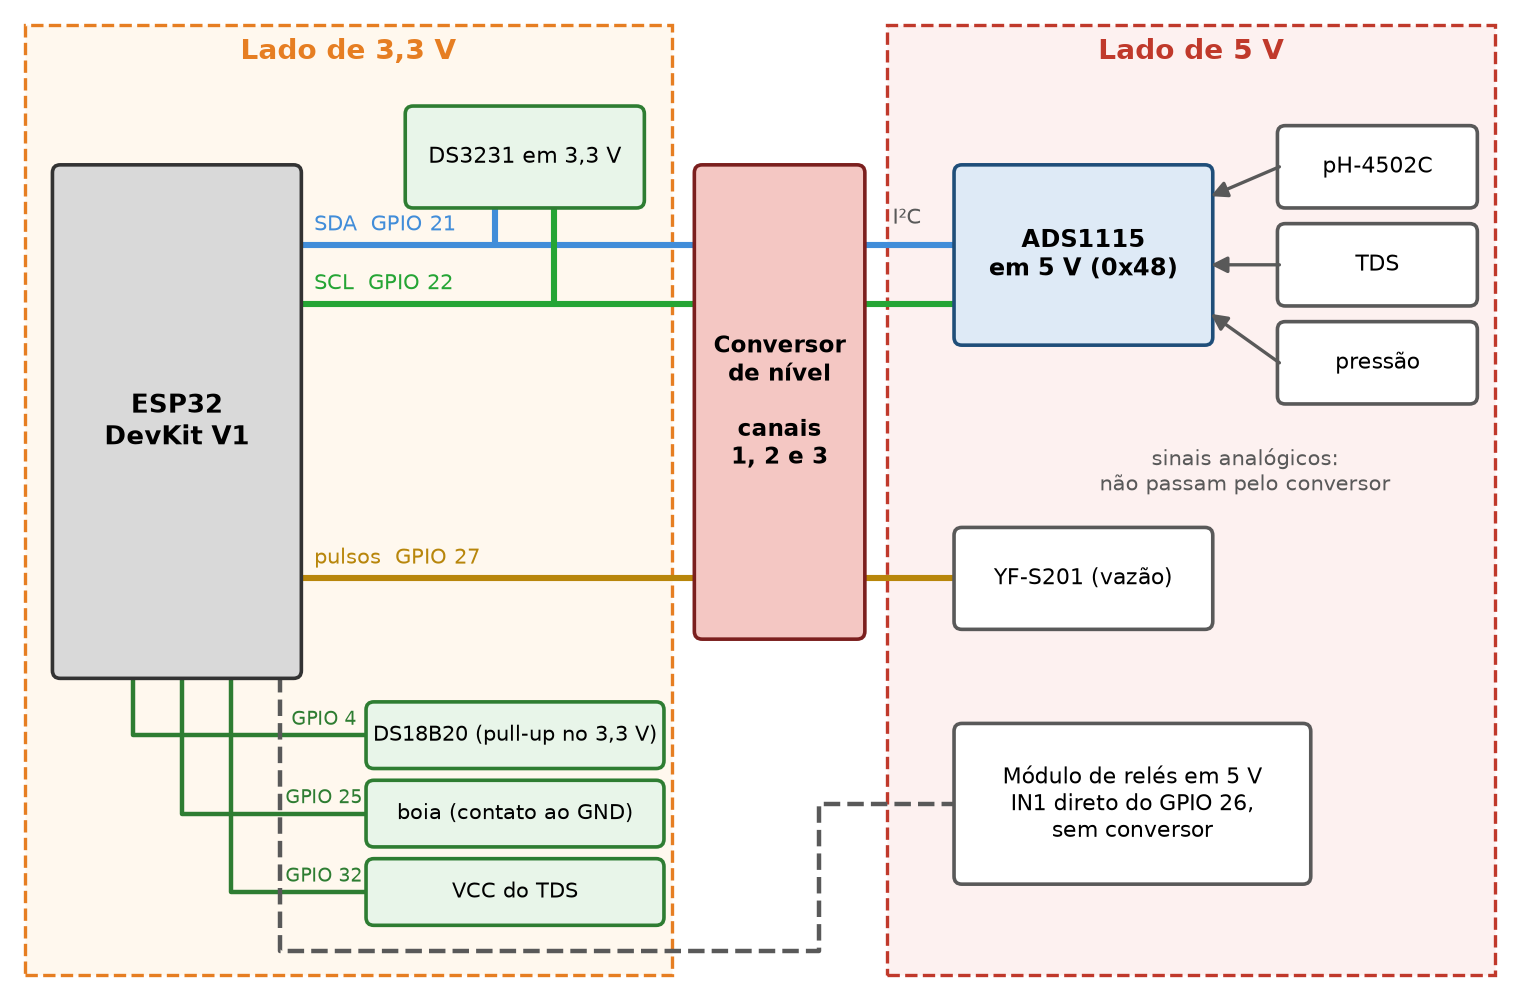 Lado de 3,3 V
Lado de 5 V
DS3231 em 3,3 V
SDA  GPIO 21
SCL  GPIO 22
ESP32
DevKit V1
pulsos  GPIO 27
Conversor
de nível
canais
1, 2 e 3
I²C
ADS1115
em 5 V (0x48)
pH-4502C
TDS
pressão
sinais analógicos:
não passam pelo conversor
YF-S201 (vazão)
GPIO 4
DS18B20 (pull-up no 3,3 V)
GPIO 25
boia (contato ao GND)
GPIO 32
VCC do TDS
Módulo de relés em 5 V
IN1 direto do GPIO 26,
sem conversor